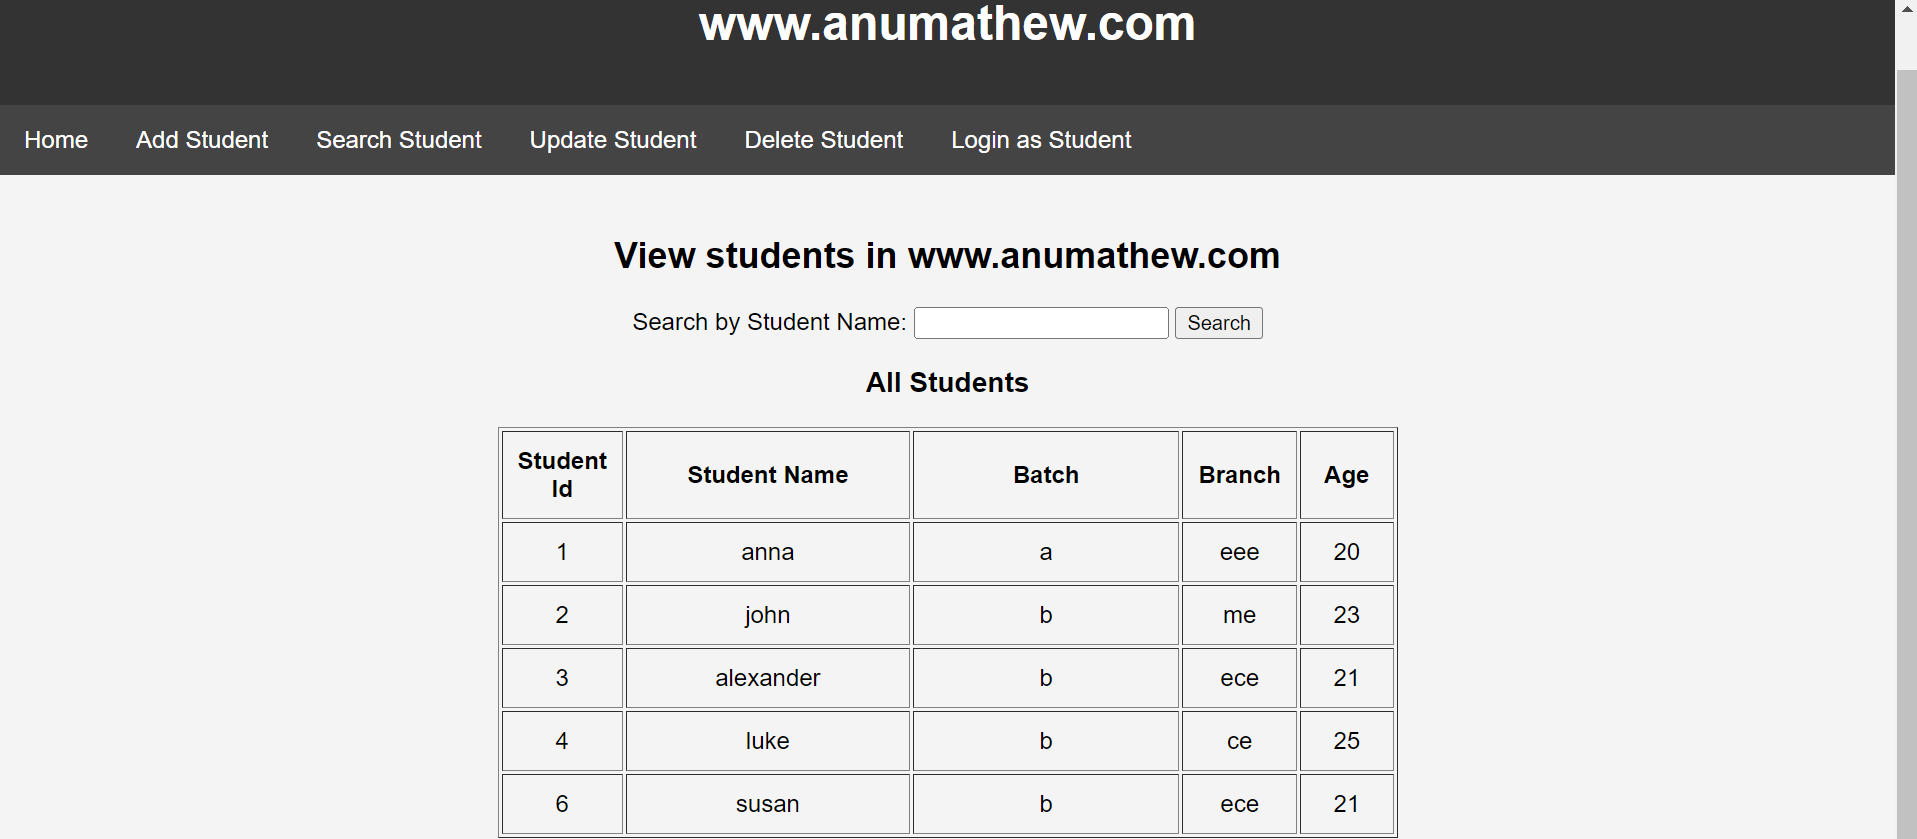 www.anumathew.com
Home Add Student Search Student Update Student Delete Student Login as Student
View students in www.anumathew.com
Search by Student Name: Search
All Students
Student Id Student Name Batch Branch Age
1 anna a eee 20
2 john b me 23
3 alexander b ece 21
4 luke b ce 25
6 susan b ece 21